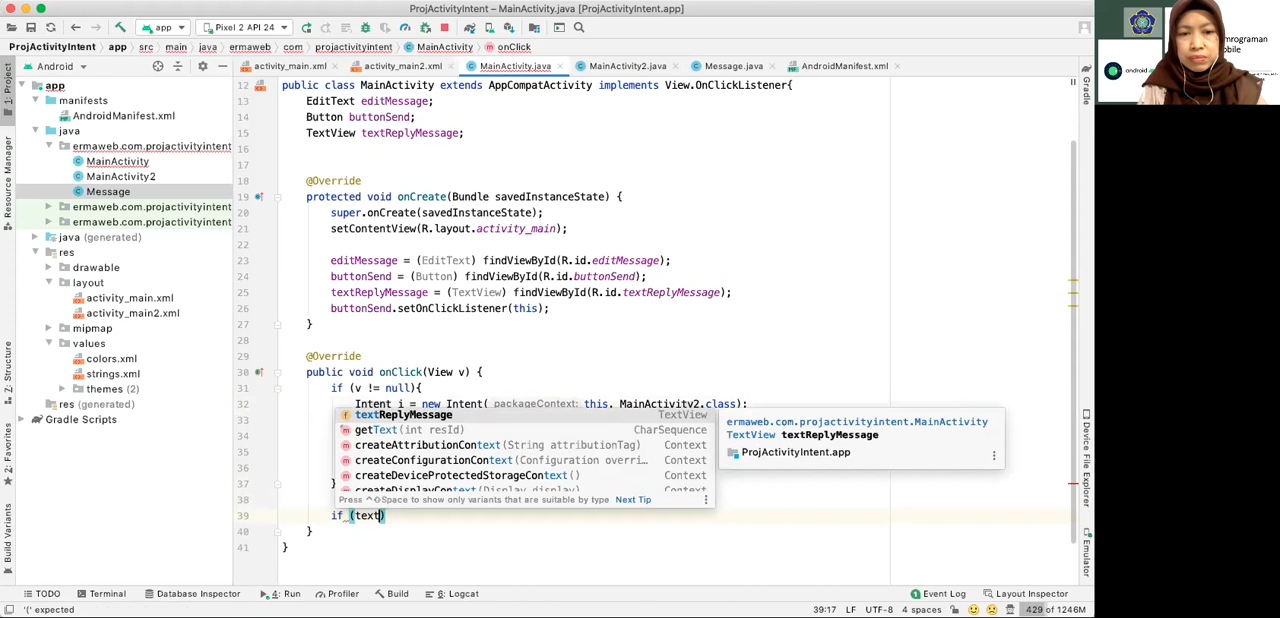 ProjActivityIntent – MainActivity.java [ProjActivityIntent.app]
app
Pixel 2 API 24
ProjActivityIntent
app
src
main
java
ermaweb
com
projactivityintent
MainActivity
onClick
Android
activity_main.xml
activity_main2.xml
MainActivity.java
MainActivity2.java
Message.java
AndroidManifest.xml
app
manifests
AndroidManifest.xml
java
ermaweb.com.projactivityintent
MainActivity
MainActivity2
Message
ermaweb.com.projactivityintent
ermaweb.com.projactivityintent
java (generated)
res
drawable
layout
activity_main.xml
activity_main2.xml
mipmap
values
colors.xml
strings.xml
themes (2)
res (generated)
Gradle Scripts
1: Project
Resource Manager
Z: Structure
2: Favorites
Build Variants
12 public class MainActivity extends AppCompatActivity implements View.OnClickListener{
13 EditText editMessage;
14 Button buttonSend;
15 TextView textReplyMessage;
16
17
18 @Override
19 protected void onCreate(Bundle savedInstanceState) {
20 super.onCreate(savedInstanceState);
21 setContentView(R.layout.activity_main);
22
23 editMessage = (EditText) findViewById(R.id.editMessage);
24 buttonSend = (Button) findViewById(R.id.buttonSend);
25 textReplyMessage = (TextView) findViewById(R.id.textReplyMessage);
26 buttonSend.setOnClickListener(this);
27 }
28
29 @Override
30 public void onClick(View v) {
31 if (v != null){
32 Intent i = new Intent( packageContext: this, MainActivity2.class);
33
34
35
36
37 }
38
39 if (text)
40 }
41 }
textReplyMessage TextView
getText(int resId) CharSequence
createAttributionContext(String attributionTag) Context
createConfigurationContext(Configuration overri… Context
createDeviceProtectedStorageContext() Context
createDisplayContext(Display display) Context
Press ^⇧Space to show only variants that are suitable by type Next Tip
ermaweb.com.projactivityintent.MainActivity
TextView textReplyMessage
ProjActivityIntent.app
Gradle
Device File Explorer
Emulator
TODO
Terminal
Database Inspector
4: Run
Profiler
Build
6: Logcat
Event Log
Layout Inspector
'(' expected
39:17
LF
UTF-8
4 spaces
429 of 1246M
android